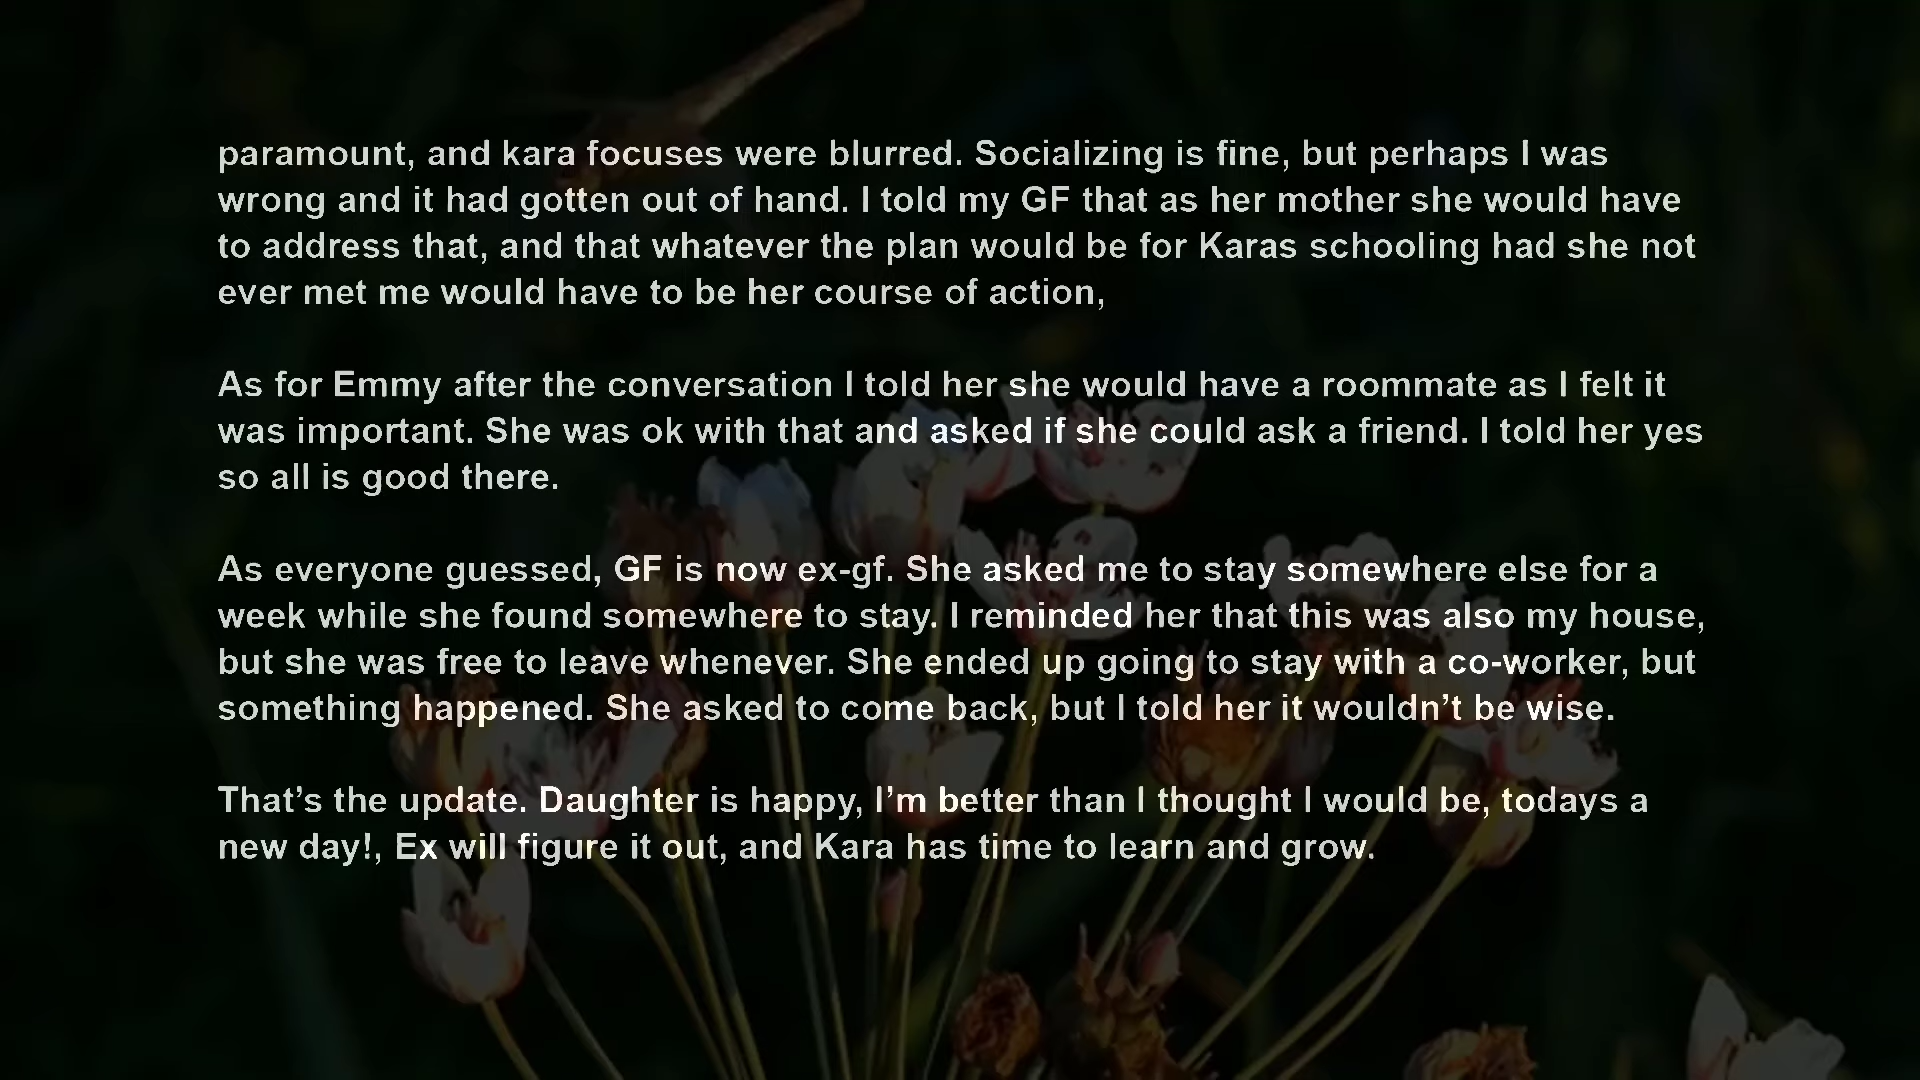 paramount, and kara focuses were blurred. Socializing is fine, but perhaps I was
wrong and it had gotten out of hand. I told my GF that as her mother she would have
to address that, and that whatever the plan would be for Karas schooling had she not
ever met me would have to be her course of action,
As for Emmy after the conversation I told her she would have a roommate as I felt it
was important. She was ok with that and asked if she could ask a friend. I told her yes
so all is good there.
As everyone guessed, GF is now ex-gf. She asked me to stay somewhere else for a
week while she found somewhere to stay. I reminded her that this was also my house,
but she was free to leave whenever. She ended up going to stay with a co-worker, but
something happened. She asked to come back, but I told her it wouldn’t be wise.
That’s the update. Daughter is happy, I’m better than I thought I would be, todays a
new day!, Ex will figure it out, and Kara has time to learn and grow.